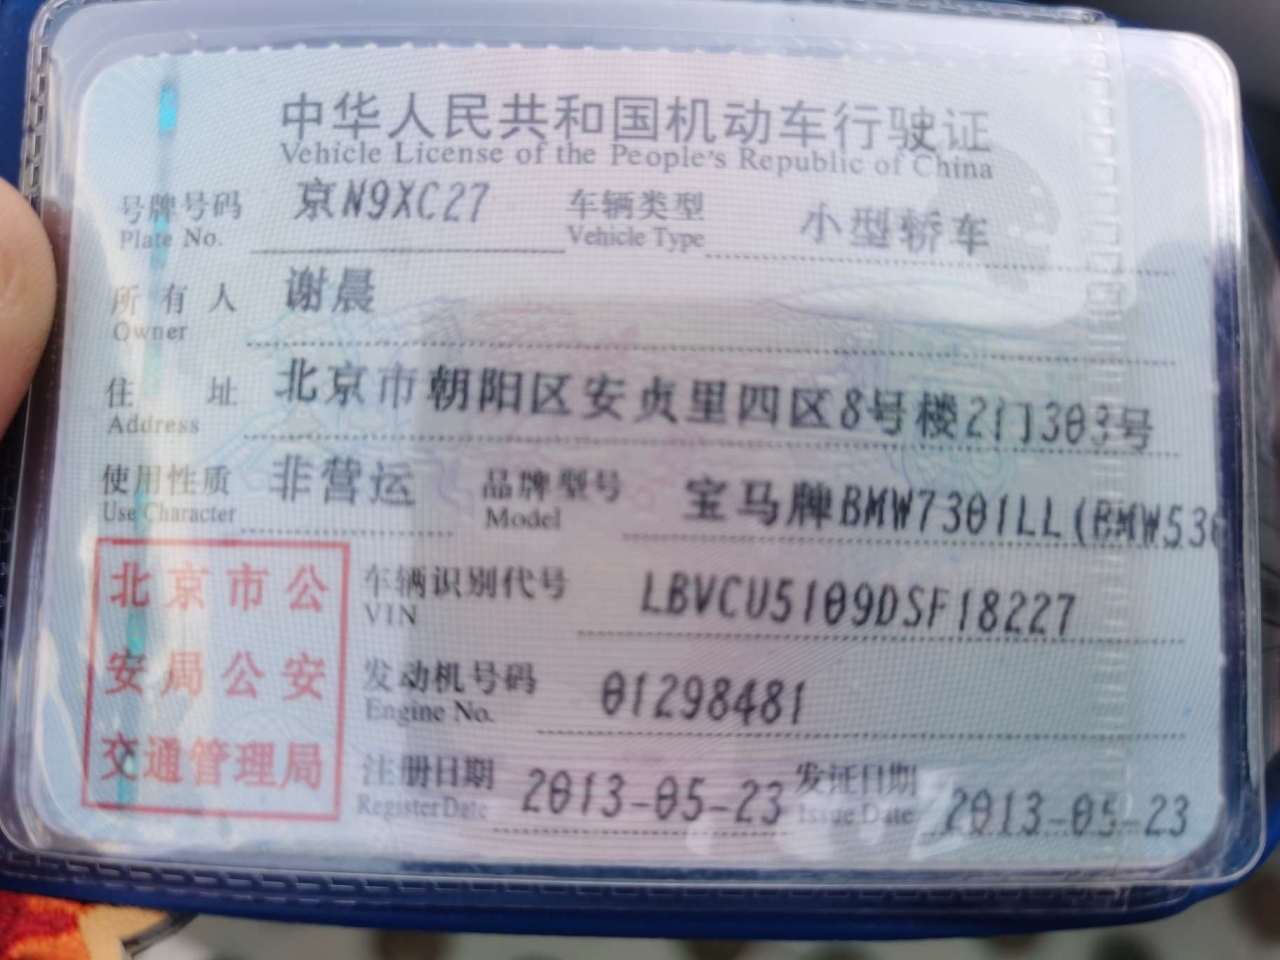 中华人民共和国机动车行驶证
Vehicle License of the People's Republic of China
号牌号码 京N9XC27 车辆类型 小型轿车
Plate No. Vehicle Type
所有人 谢晨
Owner
住址 北京市朝阳区安贞里四区8号楼2门303号
Address
使用性质 非营运 品牌型号 宝马牌BMW7301LL(BMW530
Use Character Model
北京市公
安局公安
交通管理局
车辆识别代号 LBVCU5109DSF18227
VIN
发动机号码 01298481
Engine No.
注册日期 2013-05-23 发证日期 2013-05-23
Register Date Issue Date